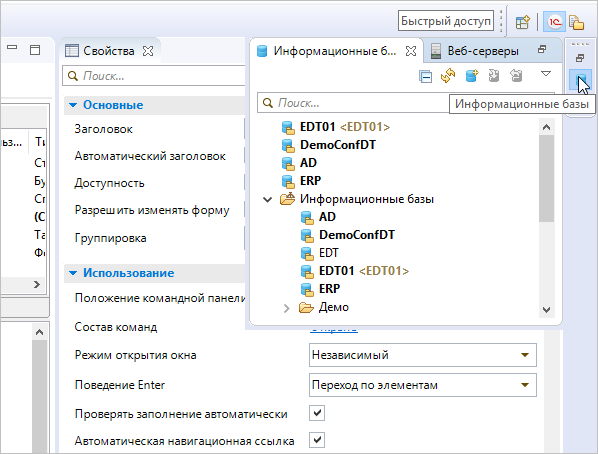 Быстрый доступ
Свойства
Информационные б...
Веб-серверы
Поиск...
Поиск...
Информационные базы
Основные
Заголовок
Автоматический заголовок
Доступность
Разрешить изменять форму
Группировка
EDT01 <EDT01>
DemoConfDT
AD
ERP
Информационные базы
AD
DemoConfDT
EDT
EDT01 <EDT01>
ERP
Демо
Использование
Положение командной панели
Состав команд
Режим открытия окна
Независимый
Поведение Enter
Переход по элементам
Проверять заполнение автоматически
Автоматическая навигационная ссылка
ьз...
Ти
Ст
Бу
Сп
(С
Та
Фо